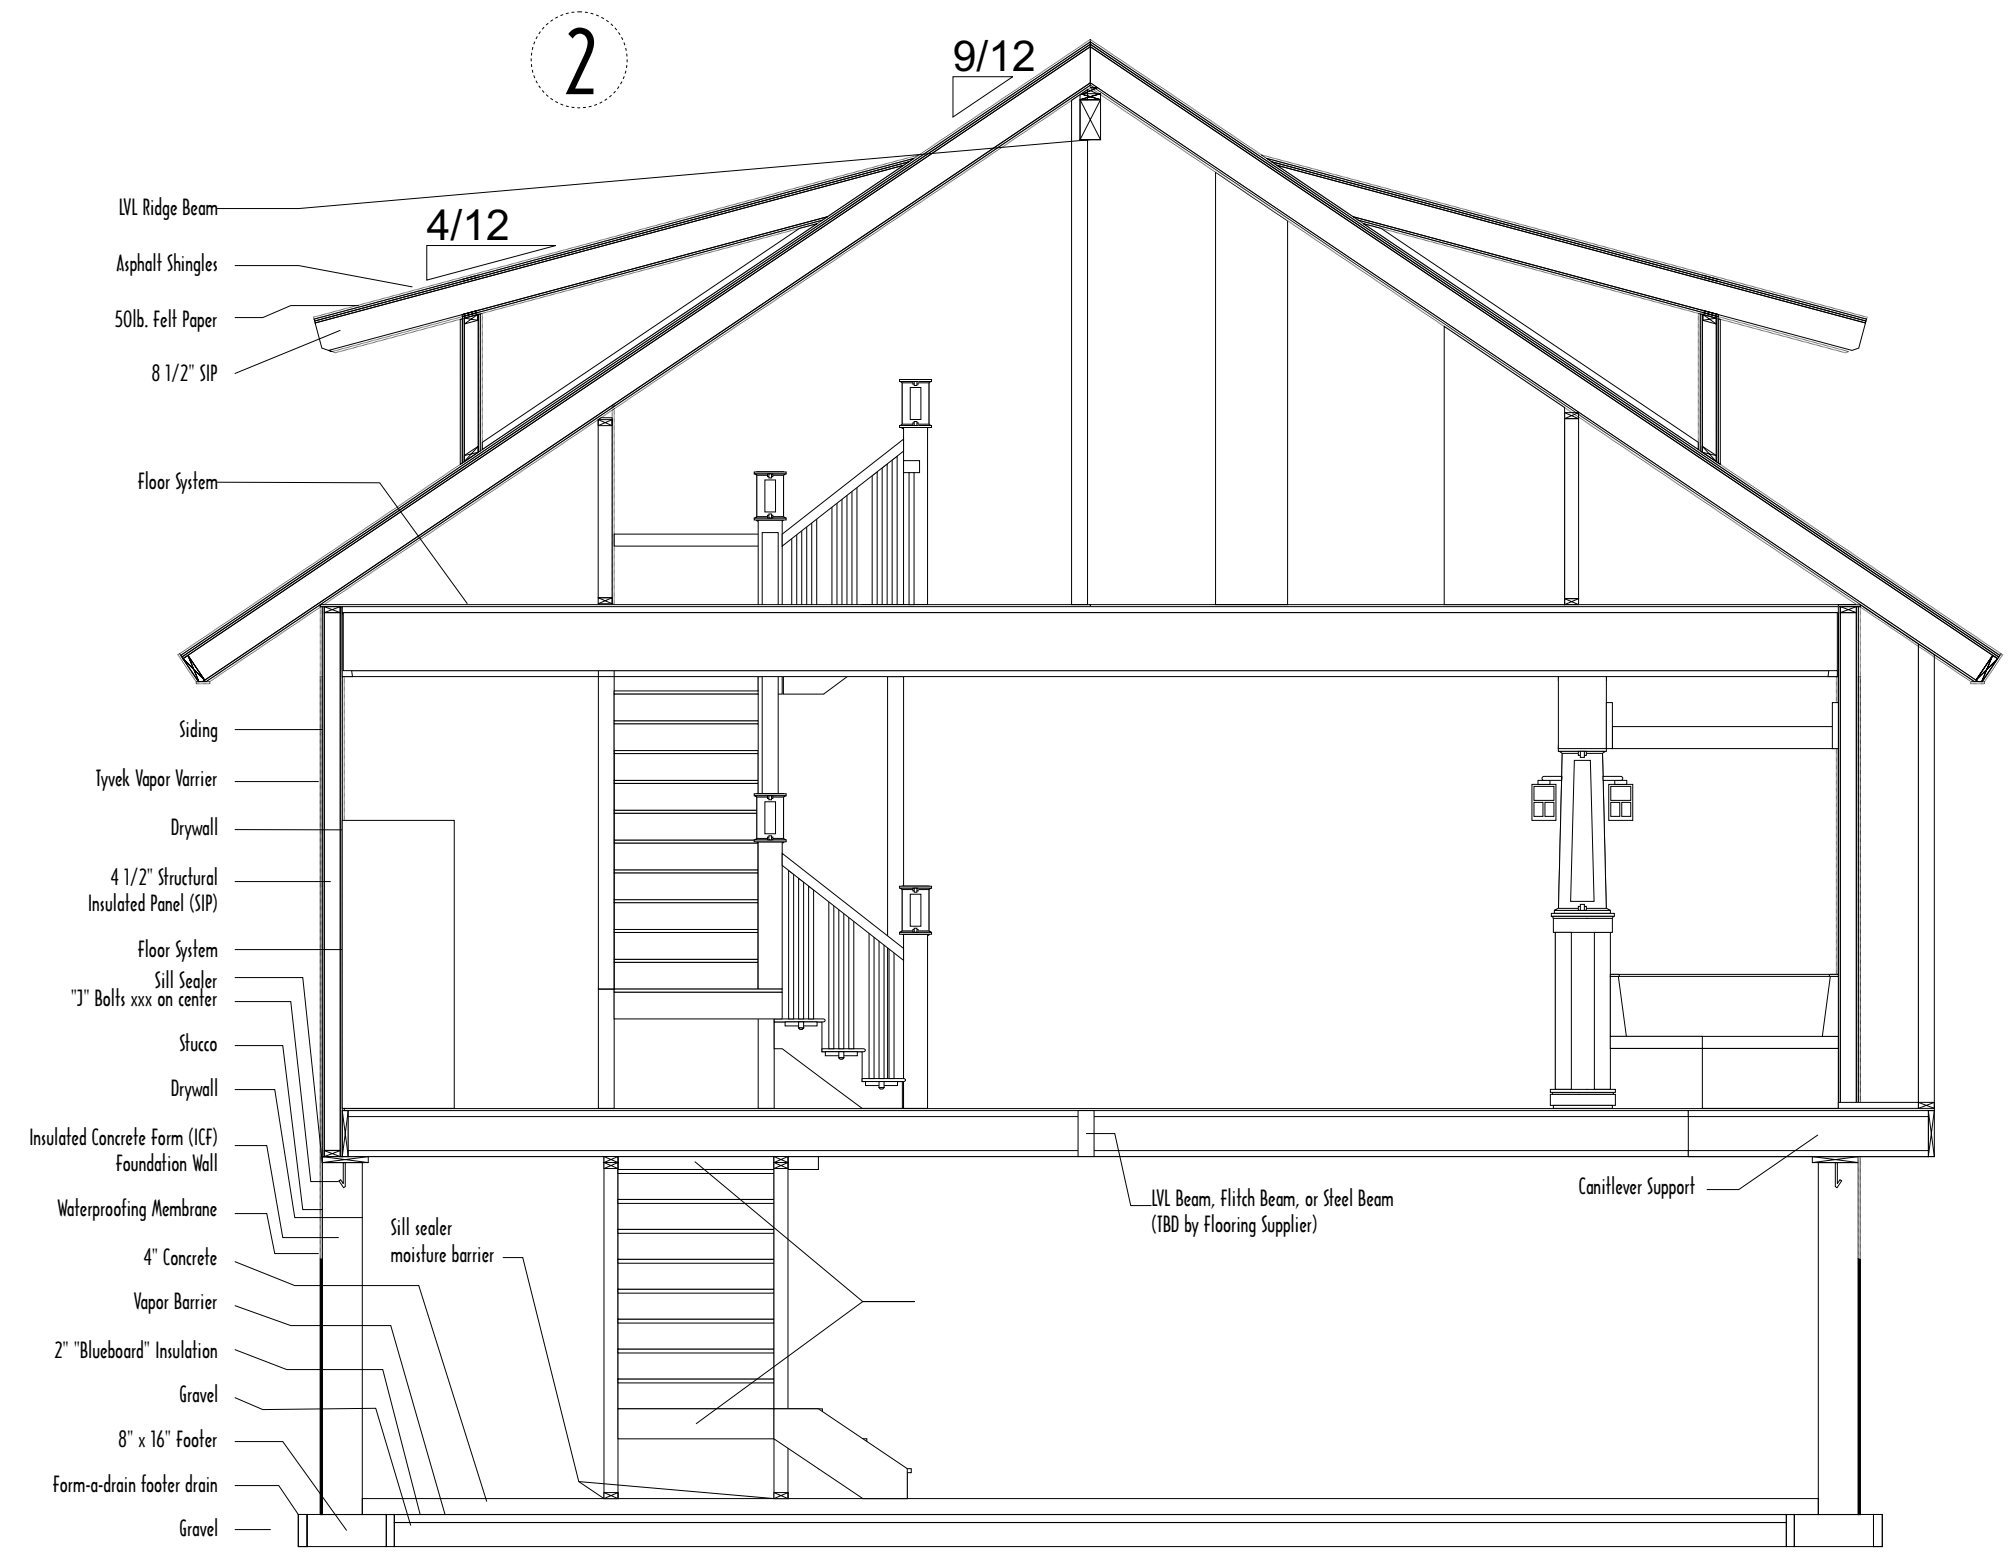 2
9/12
LVL Ridge Beam
4/12
Asphalt Shingles
50lb. Felt Paper
8 1/2" SIP
Floor System
Siding
Tyvek Vapor Varrier
Drywall
4 1/2" Structural
Insulated Panel (SIP)
Floor System
Sill Sealer
"J" Bolts xxx on center
Stucco
Drywall
Insulated Concrete Form (ICF)
Foundation Wall
Waterproofing Membrane
4" Concrete
Vapor Barrier
2" "Blueboard" Insulation
Gravel
8" x 16" Footer
Form-a-drain footer drain
Gravel
Sill sealer
moisture barrier
LVL Beam, Flitch Beam, or Steel Beam
(TBD by Flooring Supplier)
Canitlever Support